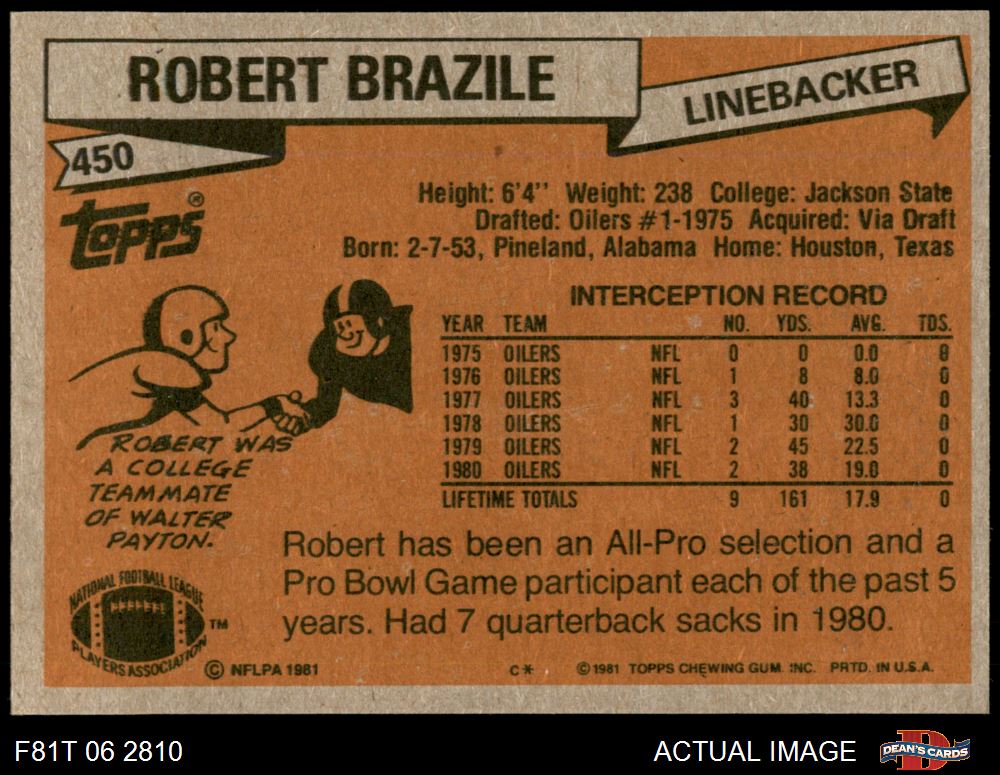 ROBERT BRAZILE
LINEBACKER
450
TOPPS®
Height: 6'4'' Weight: 238 College: Jackson State
Drafted: Oilers #1-1975 Acquired: Via Draft
Born: 2-7-53, Pineland, Alabama Home: Houston, Texas
INTERCEPTION RECORD
YEAR TEAM NO. YDS. AVG. TDS.
1975 OILERS NFL 0 0 0.0 0
1976 OILERS NFL 1 8 8.0 0
1977 OILERS NFL 3 40 13.3 0
1978 OILERS NFL 1 30 30.0 0
1979 OILERS NFL 2 45 22.5 0
1980 OILERS NFL 2 38 19.0 0
LIFETIME TOTALS 9 161 17.9 0
ROBERT WAS
A COLLEGE
TEAMMATE
OF WALTER
PAYTON.
Robert has been an All-Pro selection and a
Pro Bowl Game participant each of the past 5
years. Had 7 quarterback sacks in 1980.
NATIONAL FOOTBALL LEAGUE
PLAYERS ASSOCIATION
TM
© NFLPA 1981
C*
© 1981 TOPPS CHEWING GUM. INC. PRTD. IN U.S.A.
F81T 06 2810
ACTUAL IMAGE
D
DEAN'S CARDS